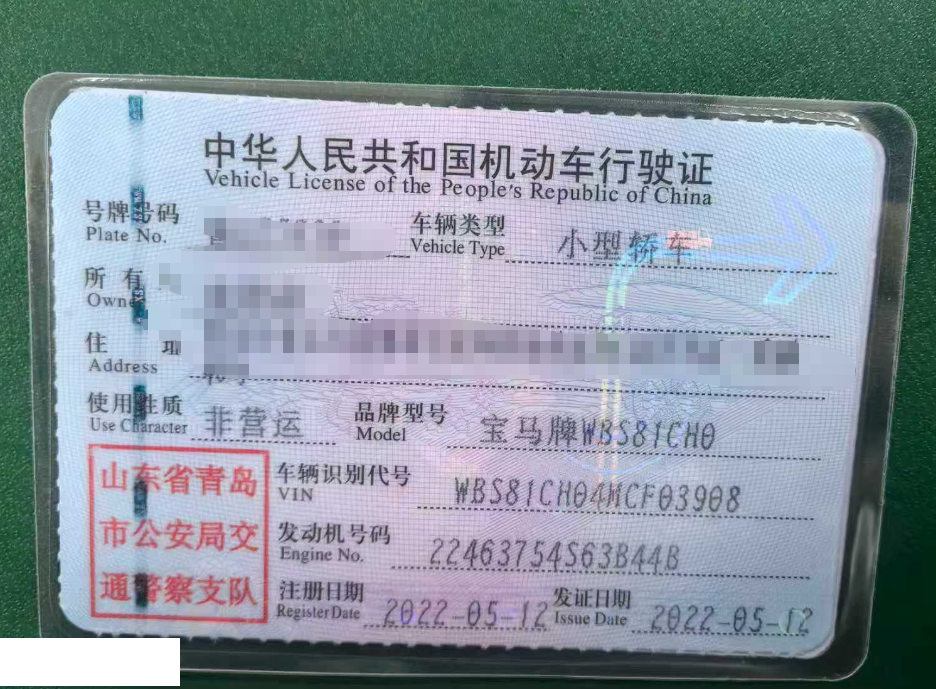 中华人民共和国机动车行驶证
Vehicle License of the People's Republic of China
号牌号码 车辆类型 小型轿车
Plate No. Vehicle Type
所有
Owne
住
Address
使用性质 非营运 品牌型号 宝马牌WBS81CH0
Use Character Model
山东省青岛
市公安局交
通警察支队
车辆识别代号 WBS81CH04MCF03908
VIN
发动机号码 22463754S63B44B
Engine No.
注册日期 2022-05-12 发证日期 2022-05-12
Register Date Issue Date